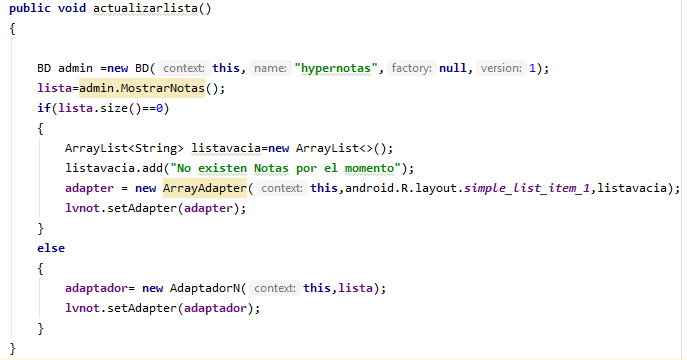 public void actualizarlista()
{
BD admin =new BD( context: this, name: "hypernotas", factory: null, version: 1);
lista=admin.MostrarNotas();
if(lista.size()==0)
{
ArrayList<String> listavacia=new ArrayList<>();
listavacia.add("No existen Notas por el momento");
adapter = new ArrayAdapter( context: this,android.R.layout.simple_list_item_1,listavacia);
lvnot.setAdapter(adapter);
}
else
{
adaptador= new AdaptadorN( context: this,lista);
lvnot.setAdapter(adaptador);
}
}